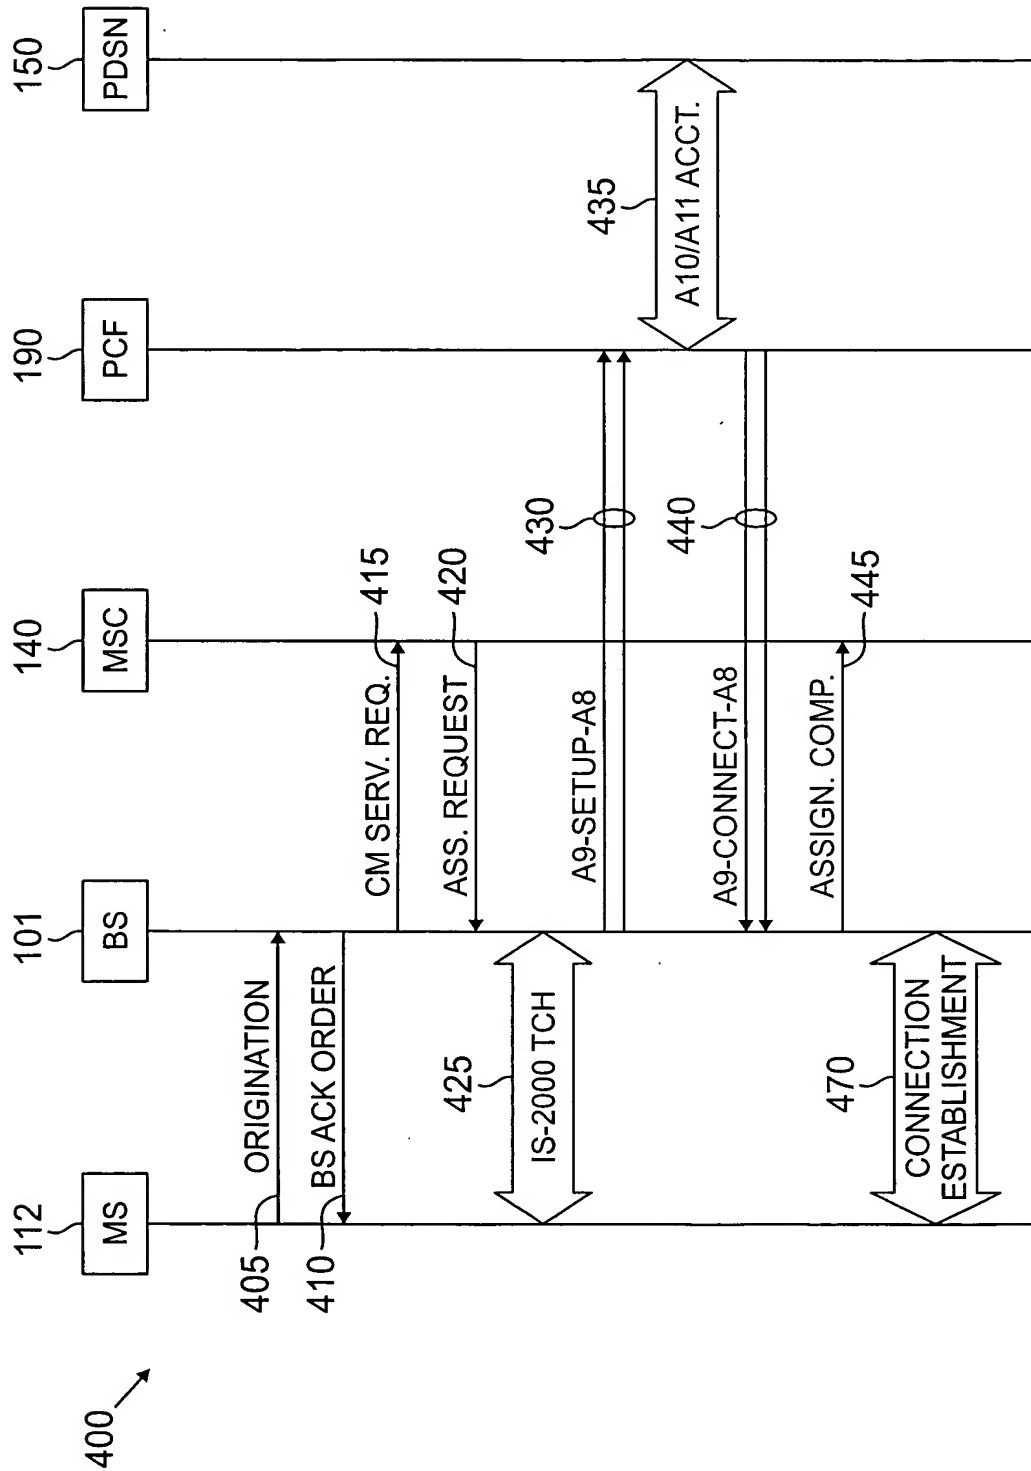 400
112
MS
101
BS
140
MSC
190
PCF
150
PDSN
405
ORIGINATION
410
BS ACK ORDER
CM SERV. REQ.
415
ASS. REQUEST
420
425
IS-2000 TCH
A9-SETUP-A8
430
435
A10/A11 ACCT.
A9-CONNECT-A8
440
ASSIGN. COMP.
445
470
CONNECTION
ESTABLISHMENT